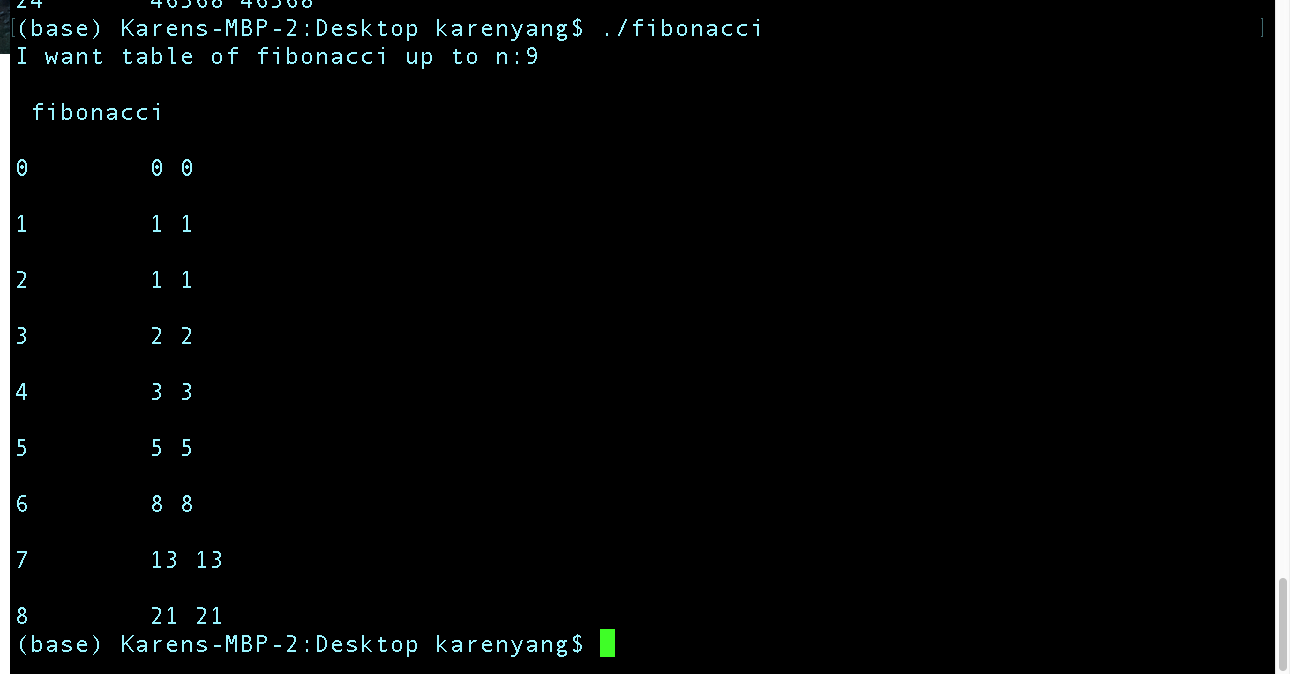 24 46368 46368
(base) Karens-MBP-2:Desktop karenyang$ ./fibonacci
I want table of fibonacci up to n:9
fibonacci
0 0 0
1 1 1
2 1 1
3 2 2
4 3 3
5 5 5
6 8 8
7 13 13
8 21 21
(base) Karens-MBP-2:Desktop karenyang$